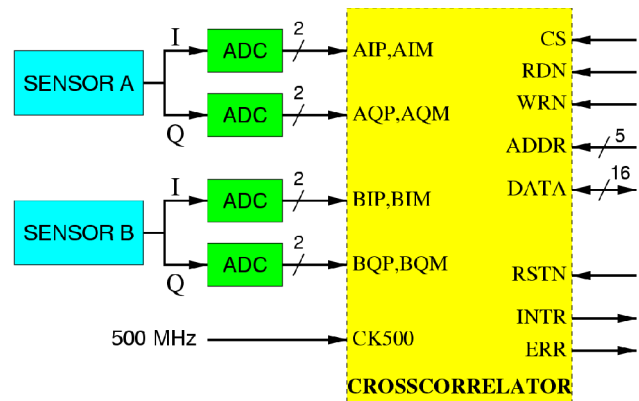 I ADC 2 AIP,AIM CS
SENSOR A RDN
Q ADC 2 AQP,AQM WRN
ADDR 5
I ADC 2 BIP,BIM DATA 16
SENSOR B
Q ADC 2 BQP,BQM RSTN
INTR
500 MHz CK500 ERR
CROSSCORRELATOR